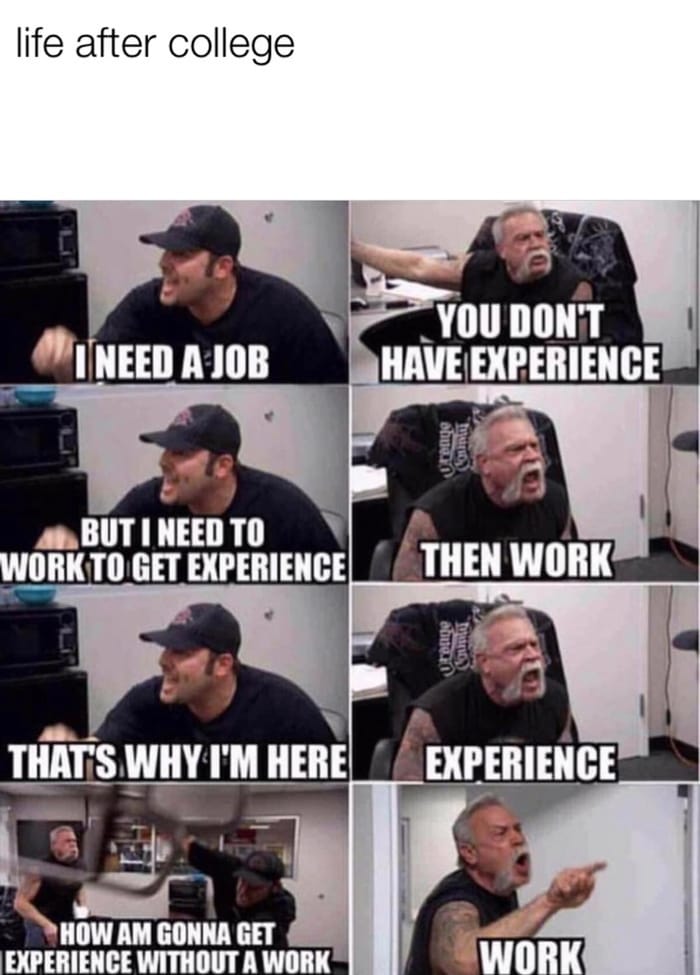 life after college
I NEED A JOB
YOU DON'T
HAVE EXPERIENCE
BUT I NEED TO
WORK TO GET EXPERIENCE
THEN WORK
THAT'S WHY I'M HERE
EXPERIENCE
HOW AM GONNA GET
EXPERIENCE WITHOUT A WORK
WORK